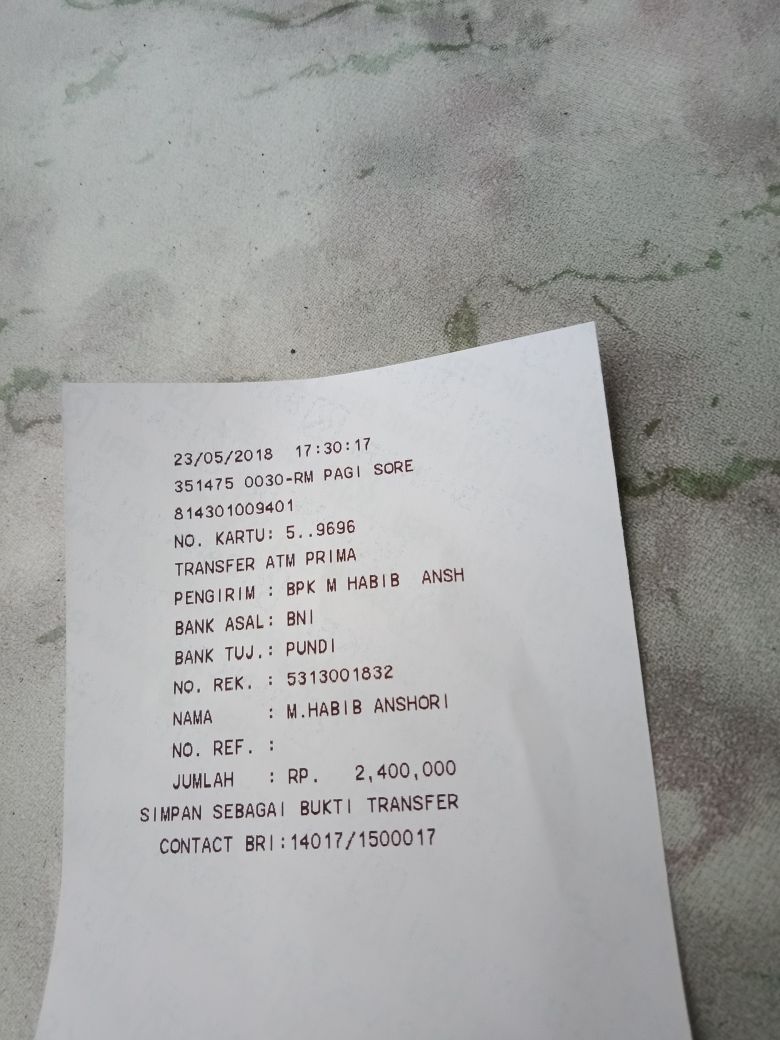 23/05/2018 17:30:17
351475 0030-RM PAGI SORE
814301009401
NO. KARTU: 5..9696
TRANSFER ATM PRIMA
PENGIRIM : BPK M HABIB ANSH
BANK ASAL: BNI
BANK TUJ.: PUNDI
NO. REK. : 5313001832
NAMA : M.HABIB ANSHORI
NO. REF. :
JUMLAH : RP. 2,400,000
SIMPAN SEBAGAI BUKTI TRANSFER
CONTACT BRI:14017/1500017